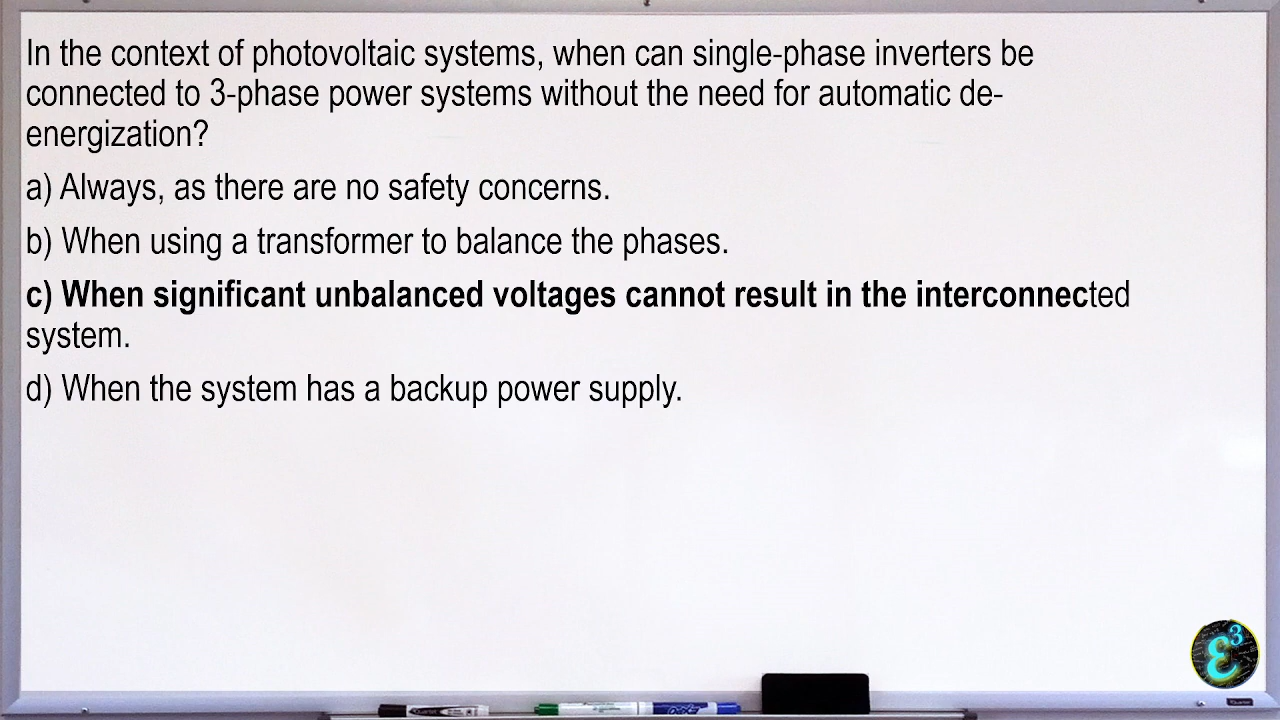 In the context of photovoltaic systems, when can single-phase inverters be
connected to 3-phase power systems without the need for automatic de-
energization?
a) Always, as there are no safety concerns.
b) When using a transformer to balance the phases.
c) When significant unbalanced voltages cannot result in the interconnected
system.
d) When the system has a backup power supply.
ε3